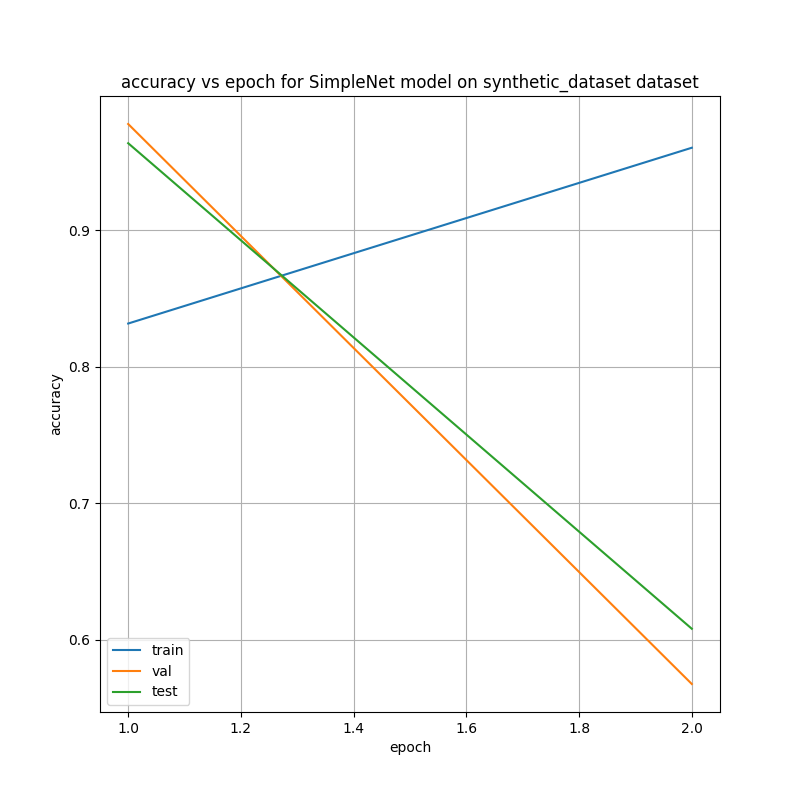 accuracy vs epoch for SimpleNet model on synthetic_dataset dataset
accuracy
0.9
0.8
0.7
0.6
train
val
test
1.0 1.2 1.4 1.6 1.8 2.0
epoch